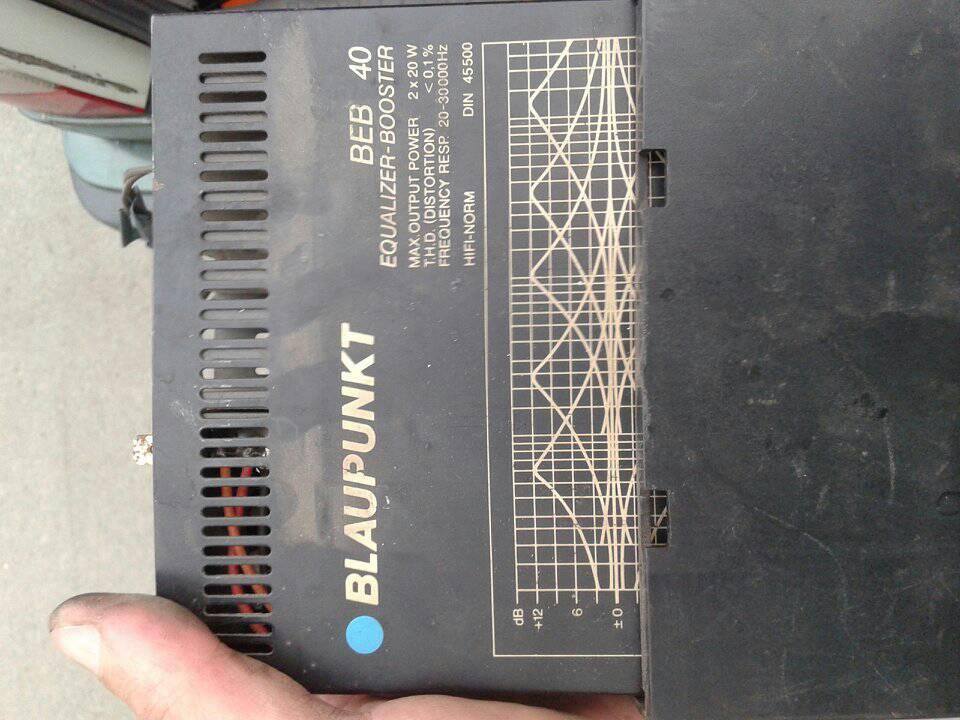 BLAUPUNKT
BEB 40
EQUALIZER-BOOSTER
MAX. OUTPUT POWER 2 x 20 W
T.H.D. (DISTORTION) < 0,1 %
FREQUENCY RESP. 20-30000Hz
HIFI-NORM DIN 45500
dB
+12
6
± 0